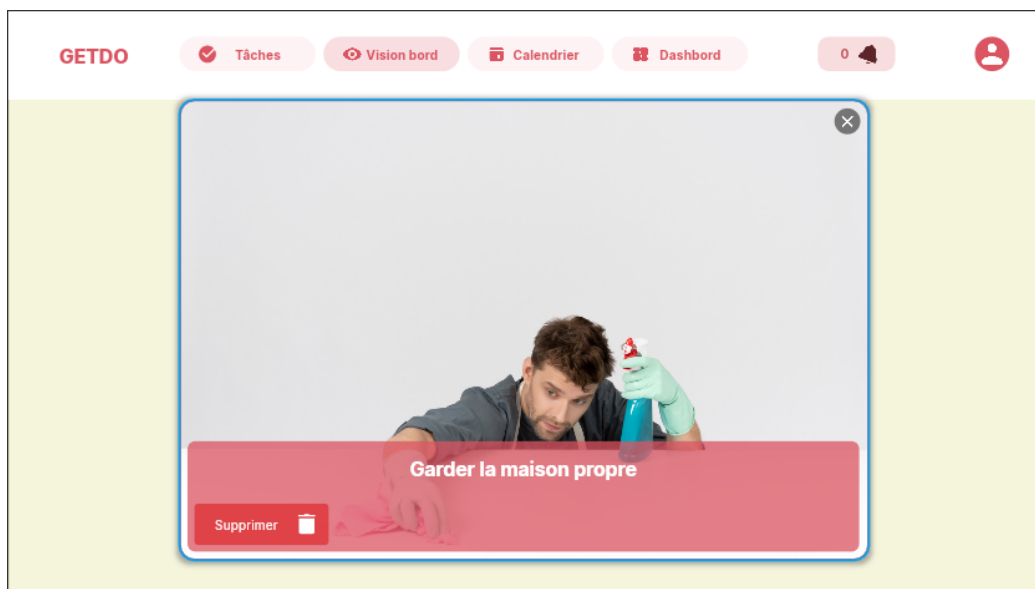 GETDO
Tâches
Vision bord
Calendrier
Dashbord
0
Garder la maison propre
Supprimer